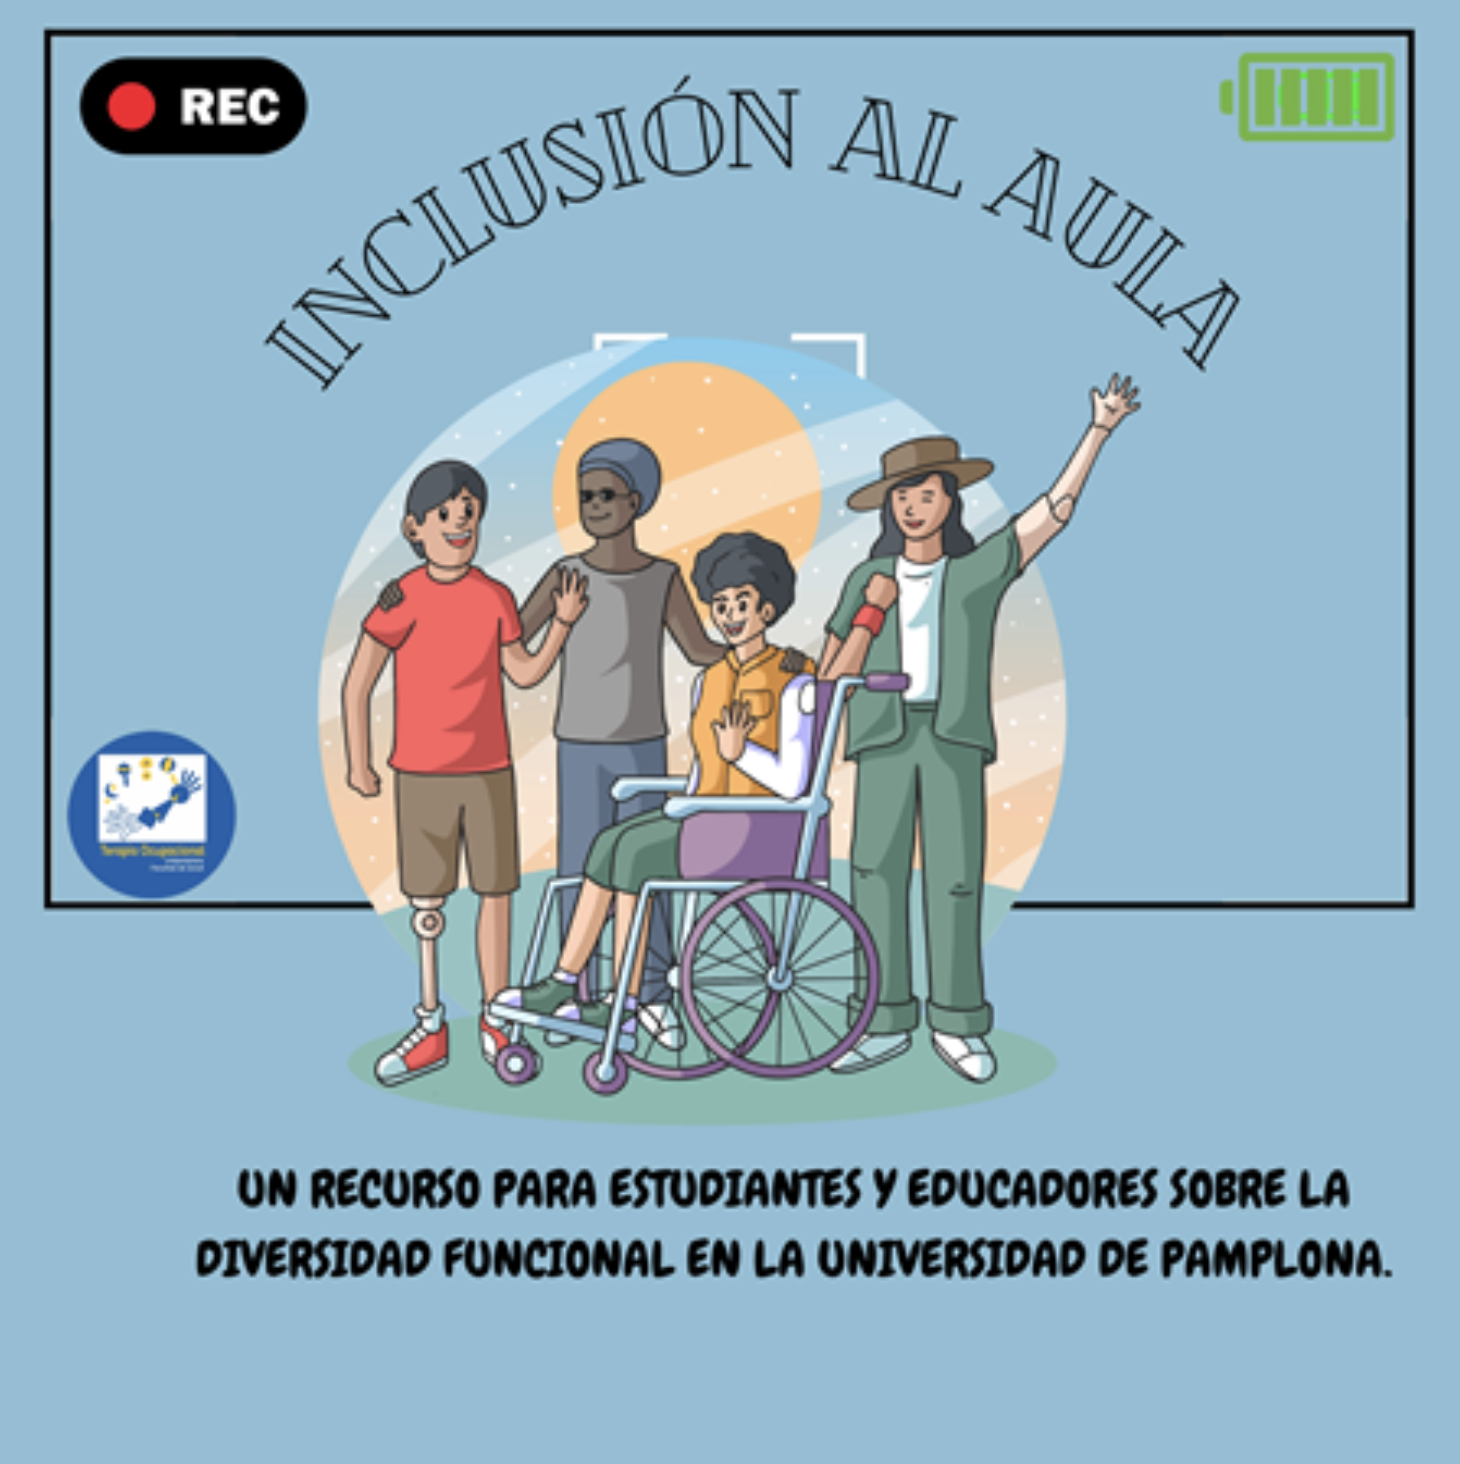 REC
INCLUSIÓN AL AULA
Terapia Ocupacional
UN RECURSO PARA ESTUDIANTES Y EDUCADORES SOBRE LA
DIVERSIDAD FUNCIONAL EN LA UNIVERSIDAD DE PAMPLONA.